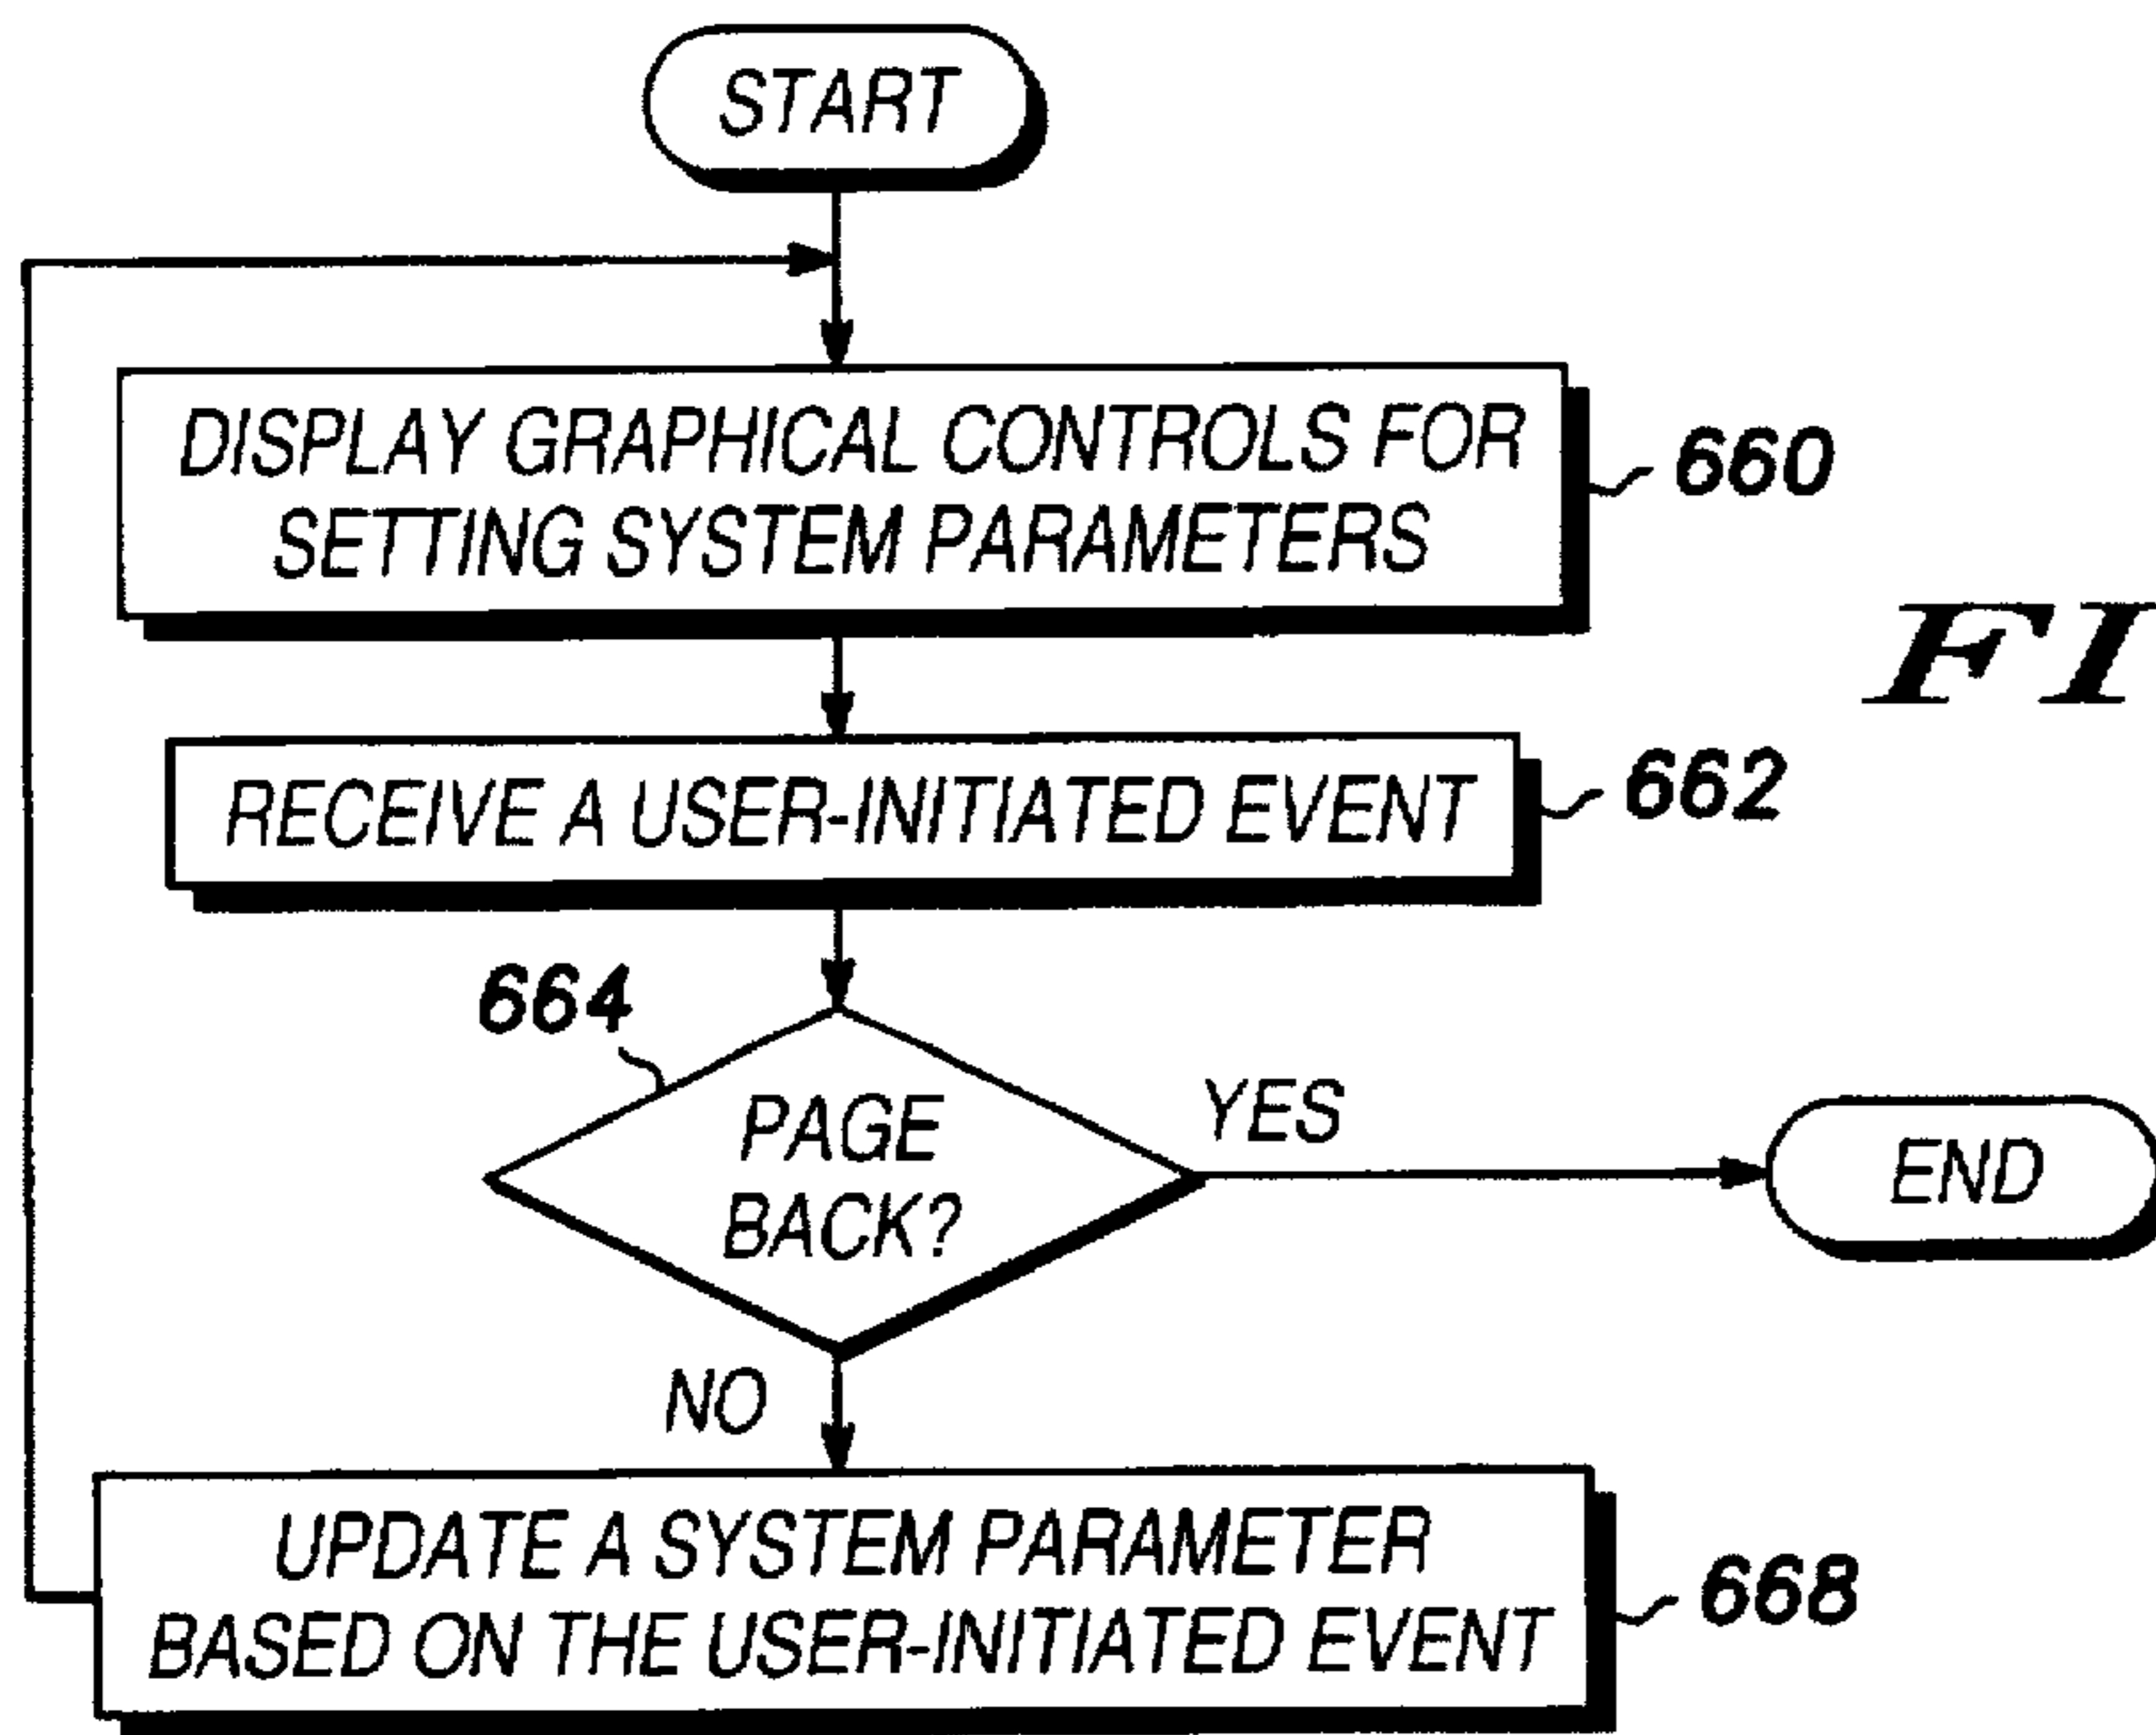 START
DISPLAY GRAPHICAL CONTROLS FOR
SETTING SYSTEM PARAMETERS
660
FI
RECEIVE A USER-INITIATED EVENT
662
664
PAGE
BACK?
YES
END
NO
UPDATE A SYSTEM PARAMETER
BASED ON THE USER-INITIATED EVENT
668